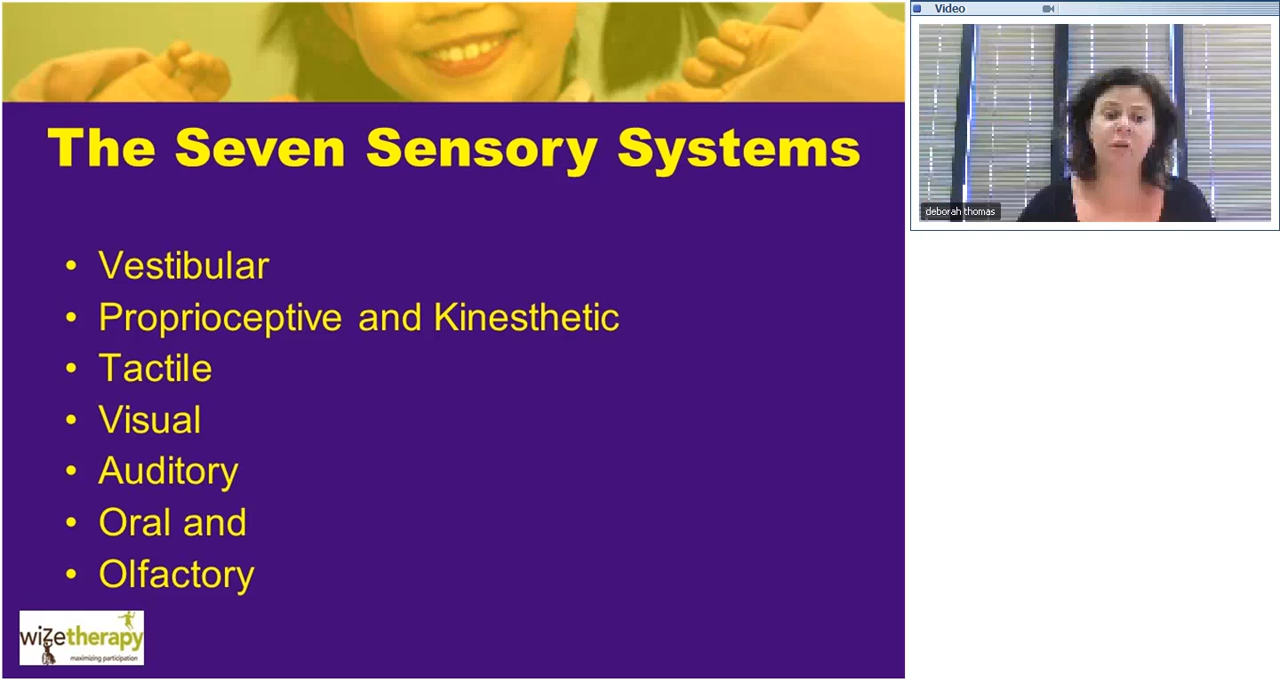 The Seven Sensory Systems
• Vestibular
• Proprioceptive and Kinesthetic
• Tactile
• Visual
• Auditory
• Oral and
• Olfactory
wizetherapy
maximizing participation
Video
deborah thomas